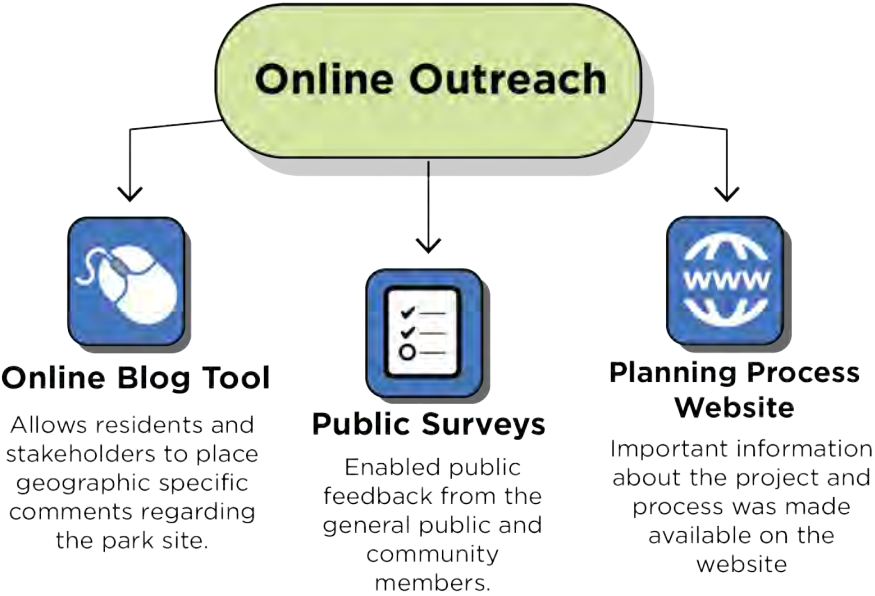 Online Outreach
Online Blog Tool
Allows residents and
stakeholders to place
geographic specific
comments regarding
the park site.
Public Surveys
Enabled public
feedback from the
general public and
community
members.
www
Planning Process
Website
Important information
about the project and
process was made
available on the
website